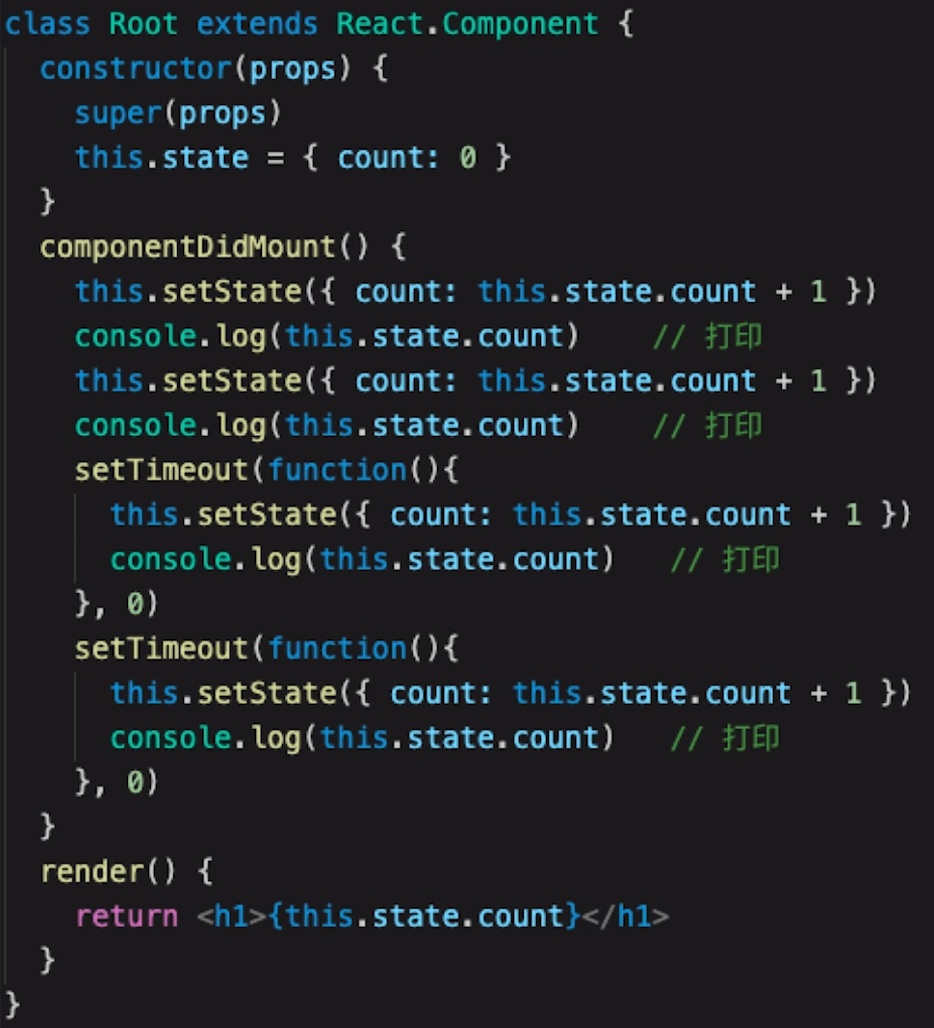 class Root extends React.Component {
  constructor(props) {
    super(props)
    this.state = { count: 0 }
  }
  componentDidMount() {
    this.setState({ count: this.state.count + 1 })
    console.log(this.state.count)    // 打印
    this.setState({ count: this.state.count + 1 })
    console.log(this.state.count)    // 打印
    setTimeout(function(){
      this.setState({ count: this.state.count + 1 })
      console.log(this.state.count)   // 打印
    }, 0)
    setTimeout(function(){
      this.setState({ count: this.state.count + 1 })
      console.log(this.state.count)   // 打印
    }, 0)
  }
  render() {
    return <h1>{this.state.count}</h1>
  }
}